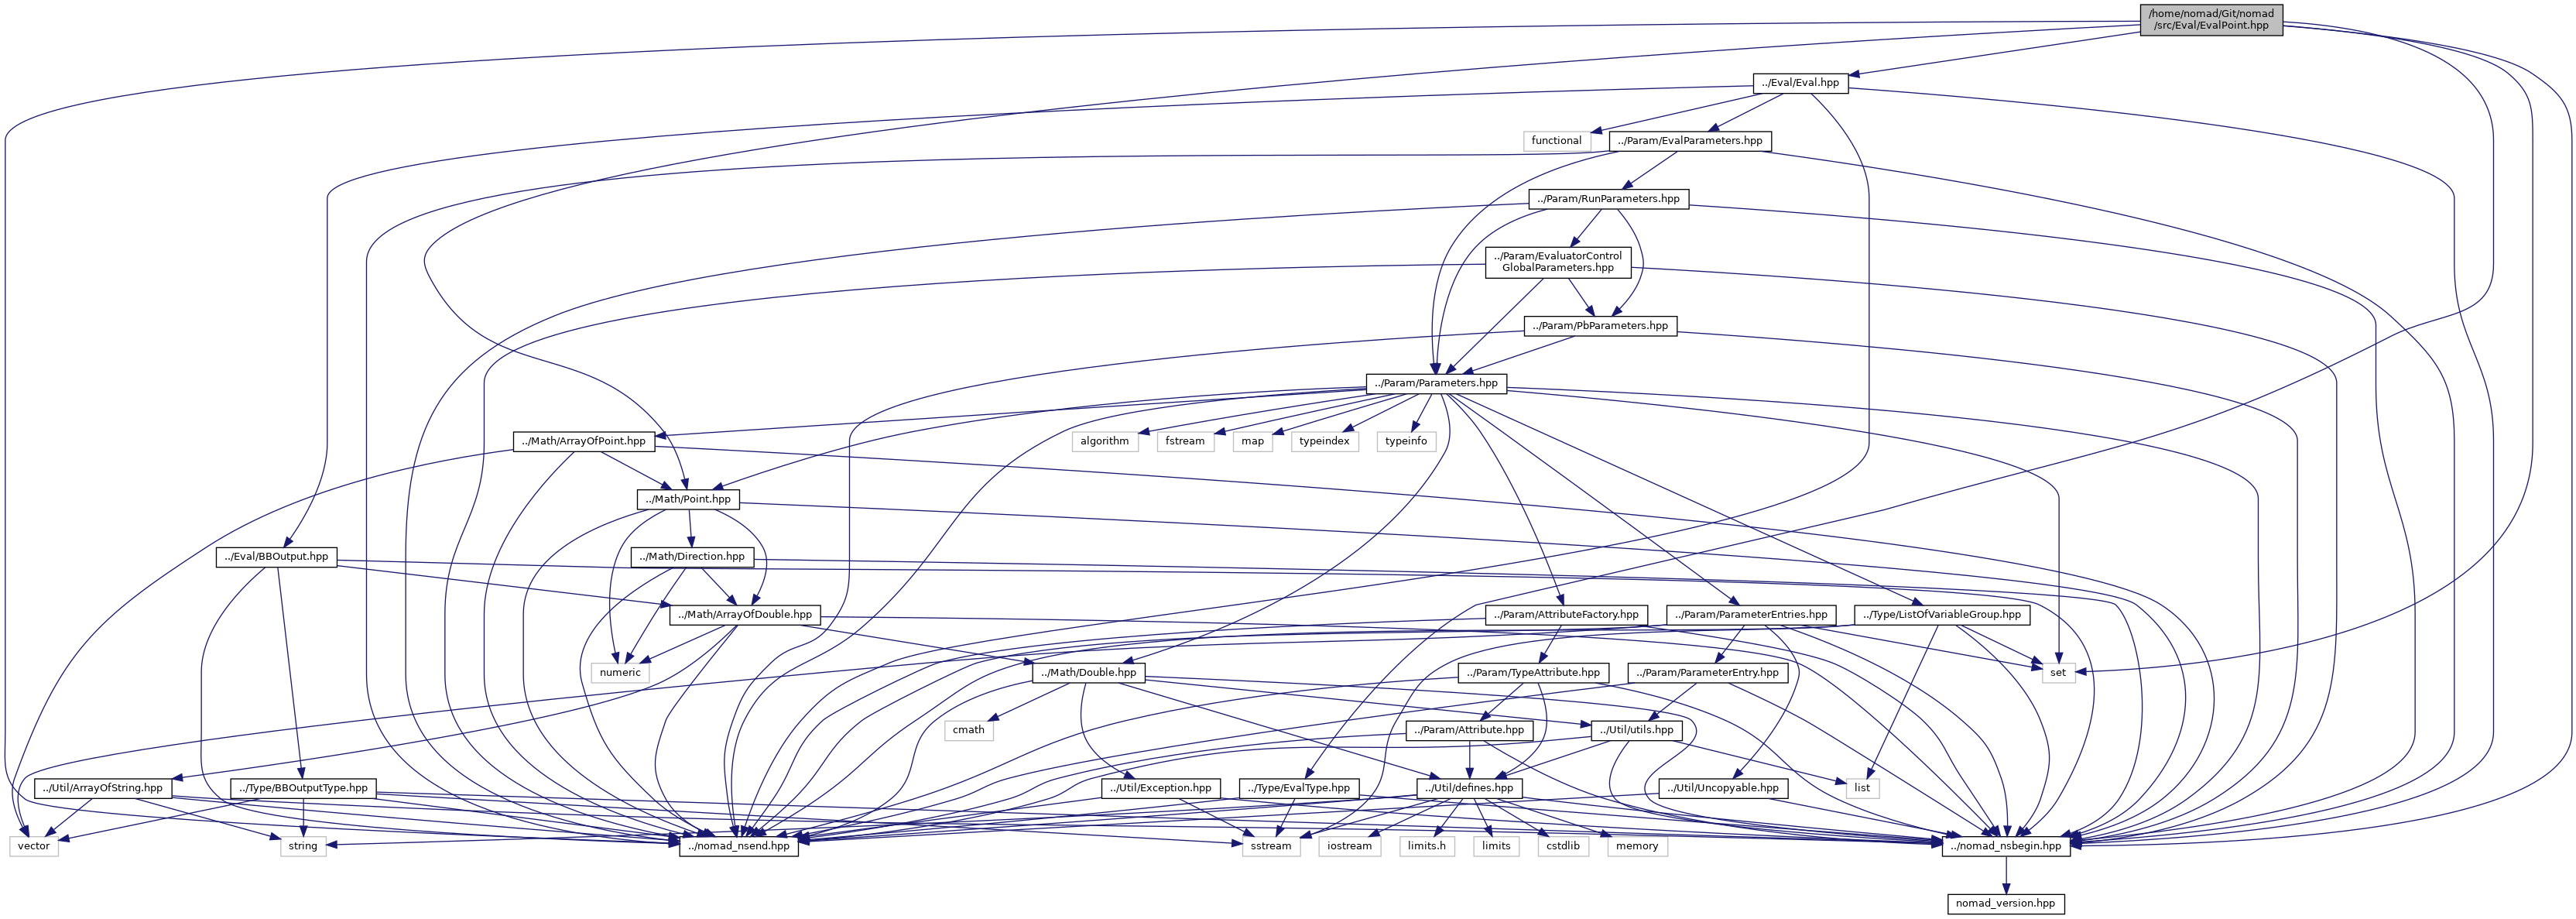 /home/nomad/Git/nomad
/src/Eval/EvalPoint.hpp
../Eval/Eval.hpp
functional
../Param/EvalParameters.hpp
../Param/RunParameters.hpp
../Param/EvaluatorControl
GlobalParameters.hpp
../Param/PbParameters.hpp
../Param/Parameters.hpp
../Math/ArrayOfPoint.hpp
algorithm
fstream
map
typeindex
typeinfo
../Math/Point.hpp
../Eval/BBOutput.hpp
../Math/Direction.hpp
../Math/ArrayOfDouble.hpp
../Param/AttributeFactory.hpp
../Param/ParameterEntries.hpp
../Type/ListOfVariableGroup.hpp
numeric
../Math/Double.hpp
../Param/TypeAttribute.hpp
../Param/ParameterEntry.hpp
set
cmath
../Param/Attribute.hpp
../Util/utils.hpp
../Util/ArrayOfString.hpp
../Type/BBOutputType.hpp
../Util/Exception.hpp
../Type/EvalType.hpp
../Util/defines.hpp
../Util/Uncopyable.hpp
list
vector
string
../nomad_nsend.hpp
sstream
iostream
limits.h
limits
cstdlib
memory
../nomad_nsbegin.hpp
nomad_version.hpp